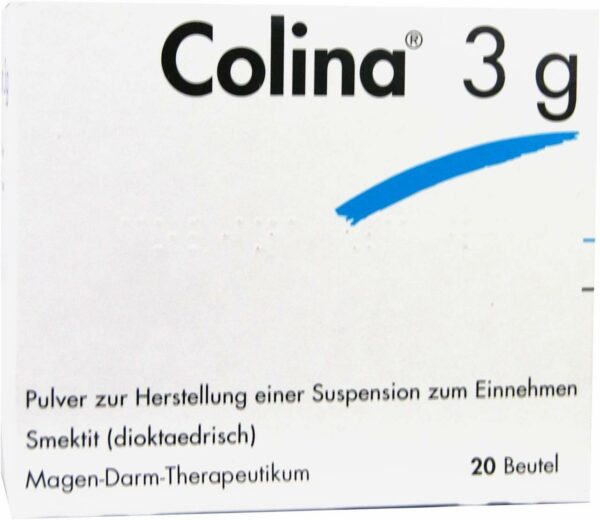 Colina® 3 g
Pulver zur Herstellung einer Suspension zum Einnehmen
Smektit (dioktaedrisch)
Magen-Darm-Therapeutikum
20 Beutel